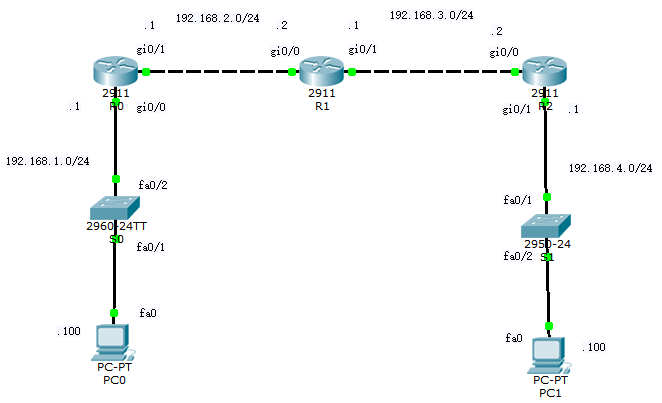 192.168.2.0/24
192.168.3.0/24
.1
.2
.1
.2
gi0/1
gi0/0
gi0/1
gi0/0
2911
R0
2911
R1
2911
R2
.1
gi0/0
gi0/1
.1
192.168.1.0/24
192.168.4.0/24
fa0/2
fa0/1
2960-24TT
S0
2950-24
S1
fa0/1
fa0/2
fa0
fa0
.100
.100
PC-PT
PC0
PC-PT
PC1